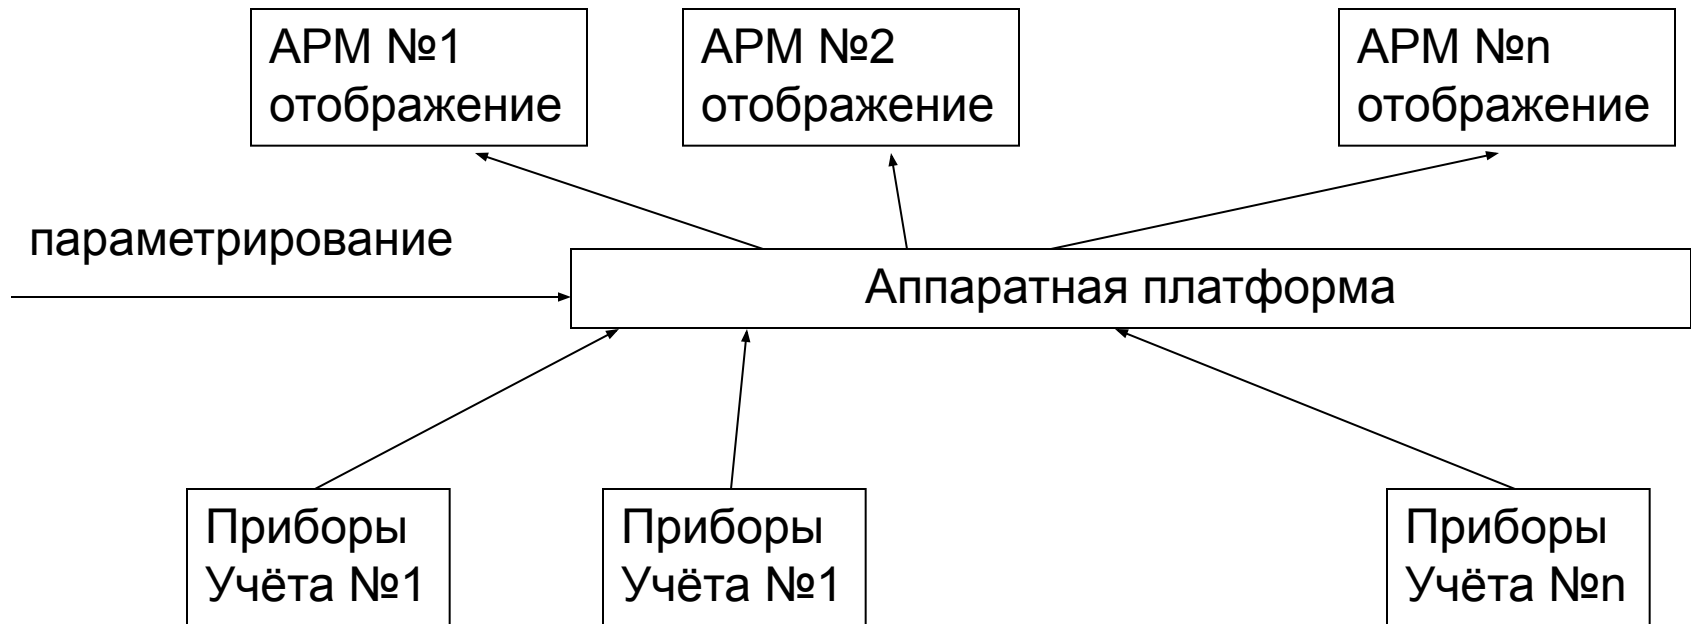 АРМ №1
отображение
АРМ №2
отображение
АРМ №n
отображение
параметрирование
Аппаратная платформа
Приборы
Учёта №1
Приборы
Учёта №1
Приборы
Учёта №n